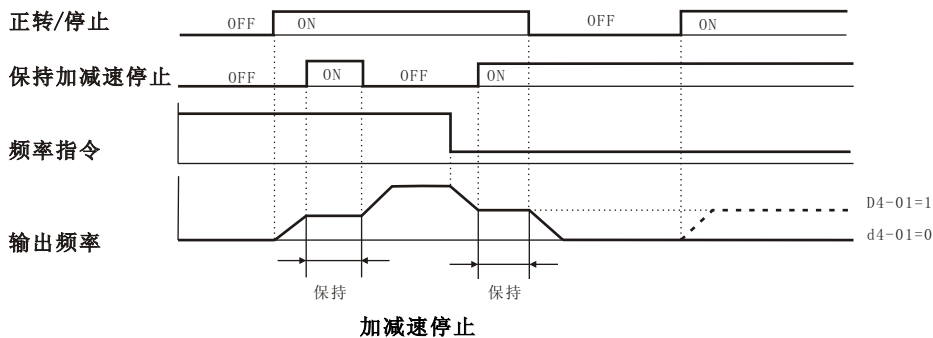 正转/停止 OFF ON OFF ON
保持加减速停止 OFF ON OFF ON
频率指令
D4-01=1
输出频率 d4-01=0
保持 保持
加减速停止